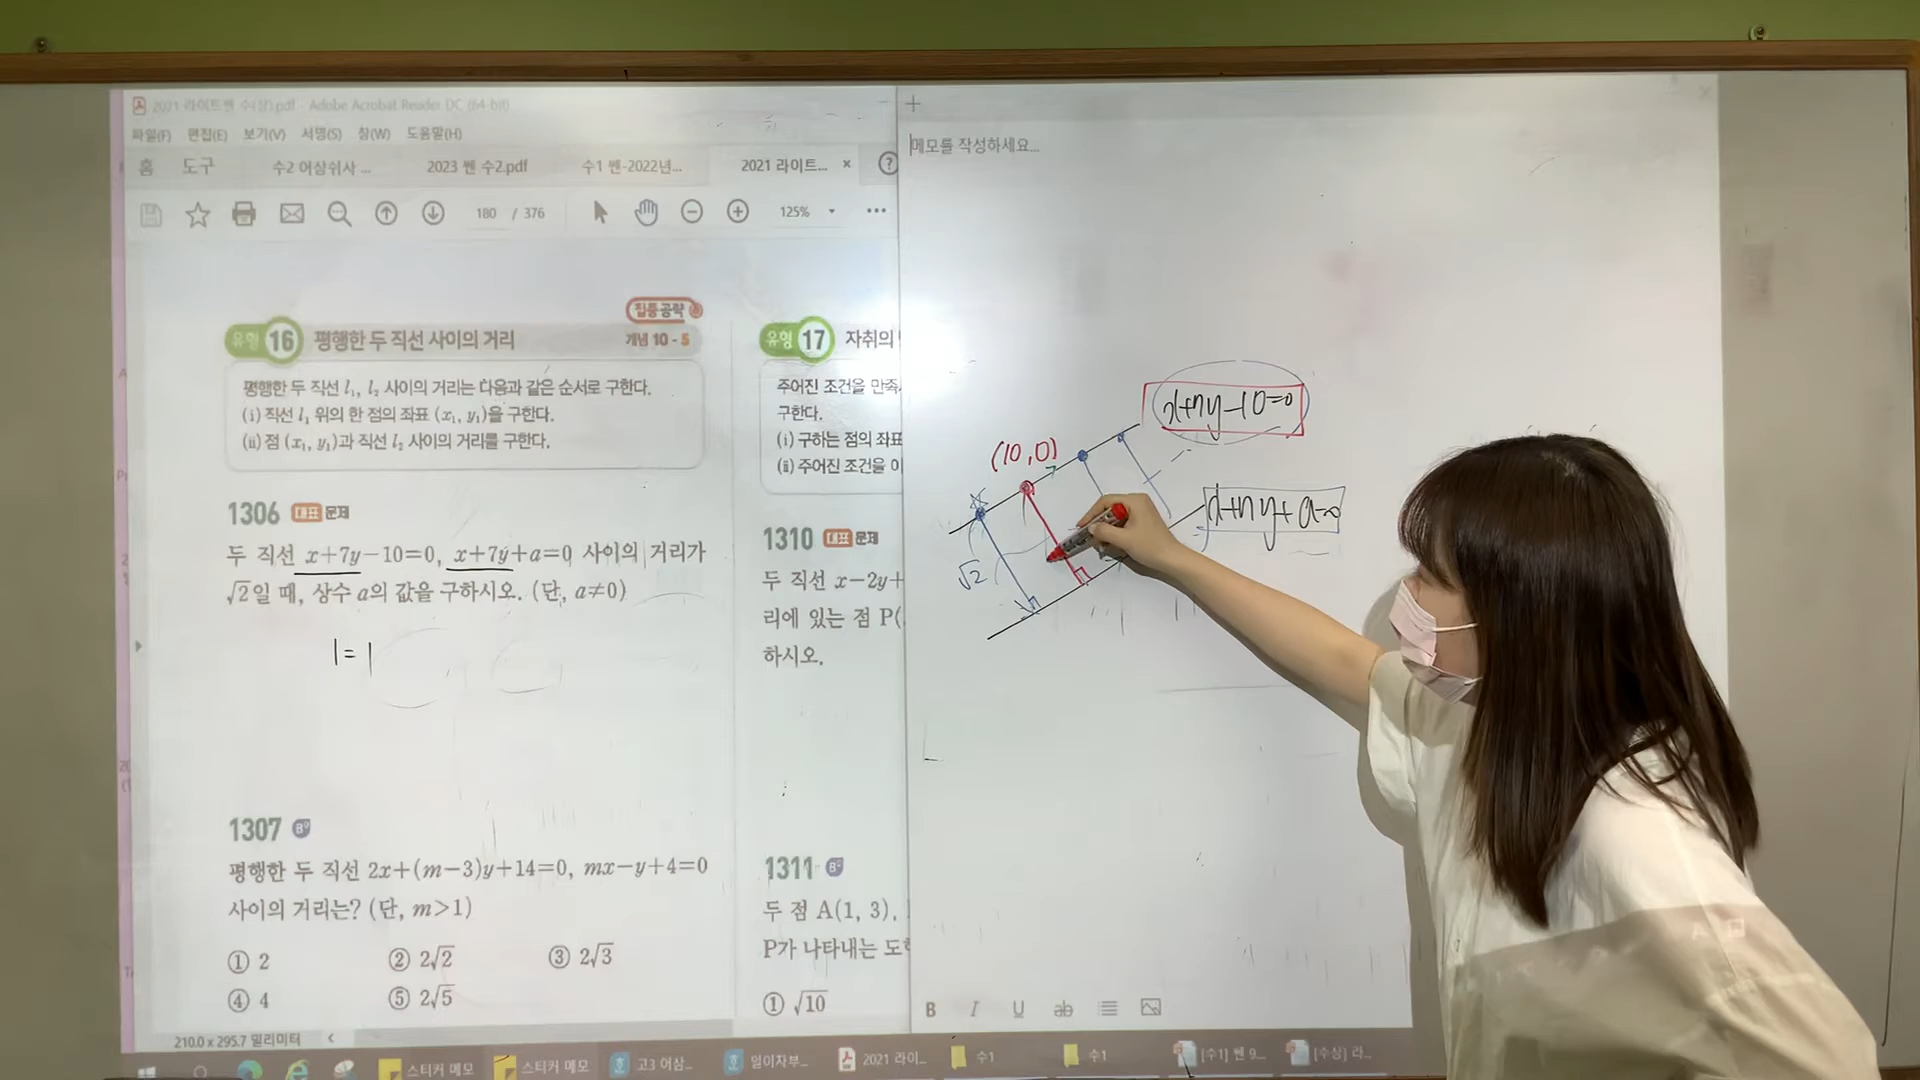 2021 라이트쎈 수(상).pdf - Adobe Acrobat Reader DC (64-bit)
파일(F) 편집(E) 보기(V) 서명(S) 창(W) 도움말(H)
홈 도구 수2 어삼쉬사 ... 2023 쎈 수2.pdf 수1 쎈-2022년... 2021 라이트... ×
180 / 376 125%
메모를 작성하세요...
집중공략
유형 16 평행한 두 직선 사이의 거리 개념 10-5
평행한 두 직선 l₁, l₂ 사이의 거리는 다음과 같은 순서로 구한다.
(i) 직선 l₁ 위의 한 점의 좌표 (x₁, y₁)을 구한다.
(ii) 점 (x₁, y₁)과 직선 l₂ 사이의 거리를 구한다.
1306 대표문제
두 직선 x+7y-10=0, x+7y+a=0 사이의 거리가
√2일 때, 상수 a의 값을 구하시오. (단, a≠0)
1=1
1307
평행한 두 직선 2x+(m-3)y+14=0, mx-y+4=0
사이의 거리는? (단, m>1)
① 2 ② 2√2 ③ 2√3
④ 4 ⑤ 2√5
210.0 x 295.7 밀리미터
유형 17 자취의
주어진 조건을 만족
구한다.
(i) 구하는 점의 좌표
(ii) 주어진 조건을 이
1310 대표문제
두 직선 x-2y+
리에 있는 점 P(
하시오.
1311
두 점 A(1, 3),
P가 나타내는 도
① √10
x+7y-10=0
(10,0)
x+7y+a=0
√2
B I U ab
스티커 메모 스티커 메모 고3 어삼... 일이차부... 2021 라이... 수1 수1 [수1] 쎈 9... [수상] 라...